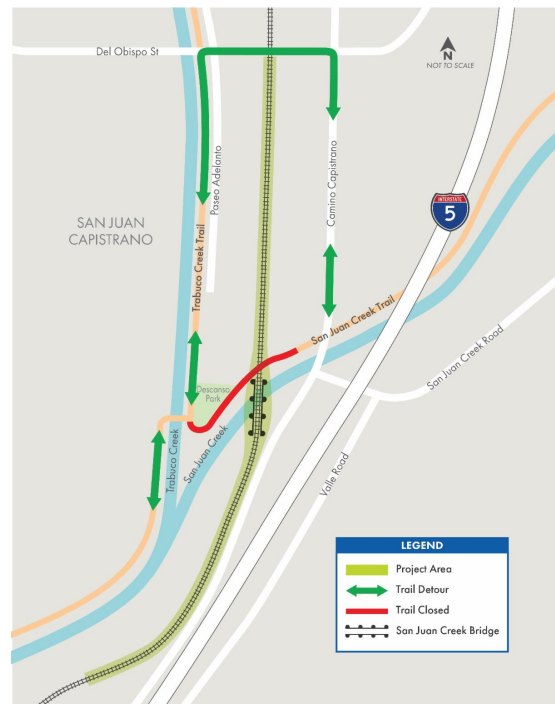 Del Obispo St
N
NOT TO SCALE
Paseo Adelanto
Camino Capistrano
INTERSTATE
5
SAN JUAN
CAPISTRANO
Trabuco Creek Trail
San Juan Creek Trail
San Juan Creek Road
Descanso
Park
Trabuco Creek
San Juan Creek
Valle Road
LEGEND
Project Area
Trail Detour
Trail Closed
San Juan Creek Bridge